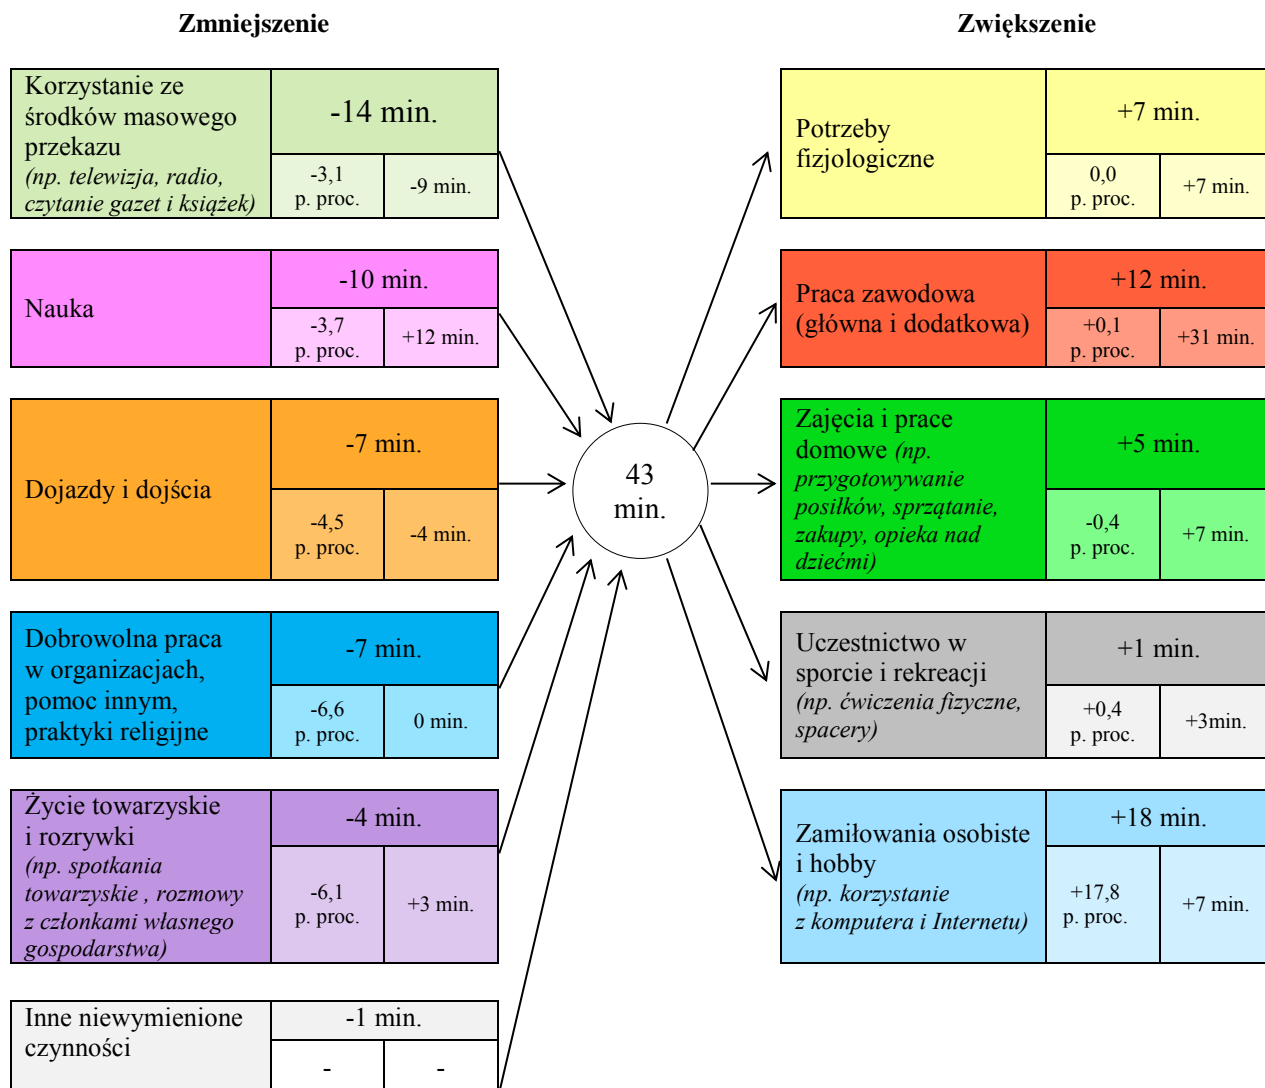 Zmniejszenie
Zwiększenie
Korzystanie ze
środków masowego
przekazu
(np. telewizja, radio,
czytanie gazet i książek)
-14 min.
-3,1
p. proc.
-9 min.
Nauka
-10 min.
-3,7
p. proc.
+12 min.
Dojazdy i dojścia
-7 min.
-4,5
p. proc.
-4 min.
Dobrowolna praca
w organizacjach,
pomoc innym,
praktyki religijne
-7 min.
-6,6
p. proc.
0 min.
Życie towarzyskie
i rozrywki
(np. spotkania
towarzyskie , rozmowy
z członkami własnego
gospodarstwa)
-4 min.
-6,1
p. proc.
+3 min.
Inne niewymienione
czynności
-1 min.
-
-
43
min.
Potrzeby
fizjologiczne
+7 min.
0,0
p. proc.
+7 min.
Praca zawodowa
(główna i dodatkowa)
+12 min.
+0,1
p. proc.
+31 min.
Zajęcia i prace
domowe (np.
przygotowywanie
posiłków, sprzątanie,
zakupy, opieka nad
dziećmi)
+5 min.
-0,4
p. proc.
+7 min.
Uczestnictwo w
sporcie i rekreacji
(np. ćwiczenia fizyczne,
spacery)
+1 min.
+0,4
p. proc.
+3min.
Zamiłowania osobiste
i hobby
(np. korzystanie
z komputera i Internetu)
+18 min.
+17,8
p. proc.
+7 min.